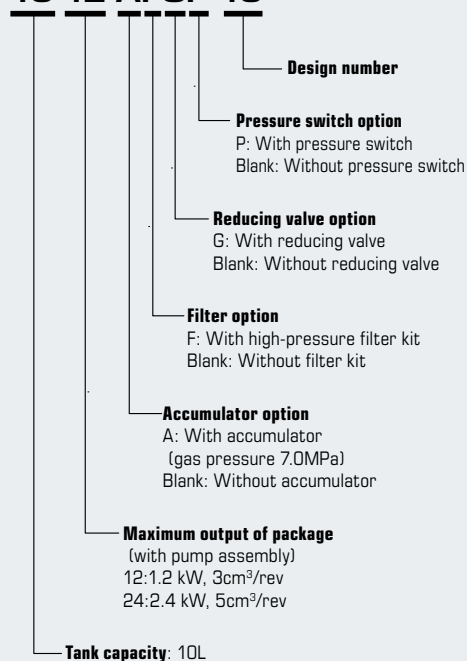 Design number
Pressure switch option
P: With pressure switch
Blank: Without pressure switch
Reducing valve option
G: With reducing valve
Blank: Without reducing valve
Filter option
F: With high-pressure filter kit
Blank: Without filter kit
Accumulator option
A: With accumulator
(gas pressure 7.0MPa)
Blank: Without accumulator
Maximum output of package
(with pump assembly)
12:1.2 kW, 3cm³/rev
24:2.4 kW, 5cm³/rev
Tank capacity: 10L